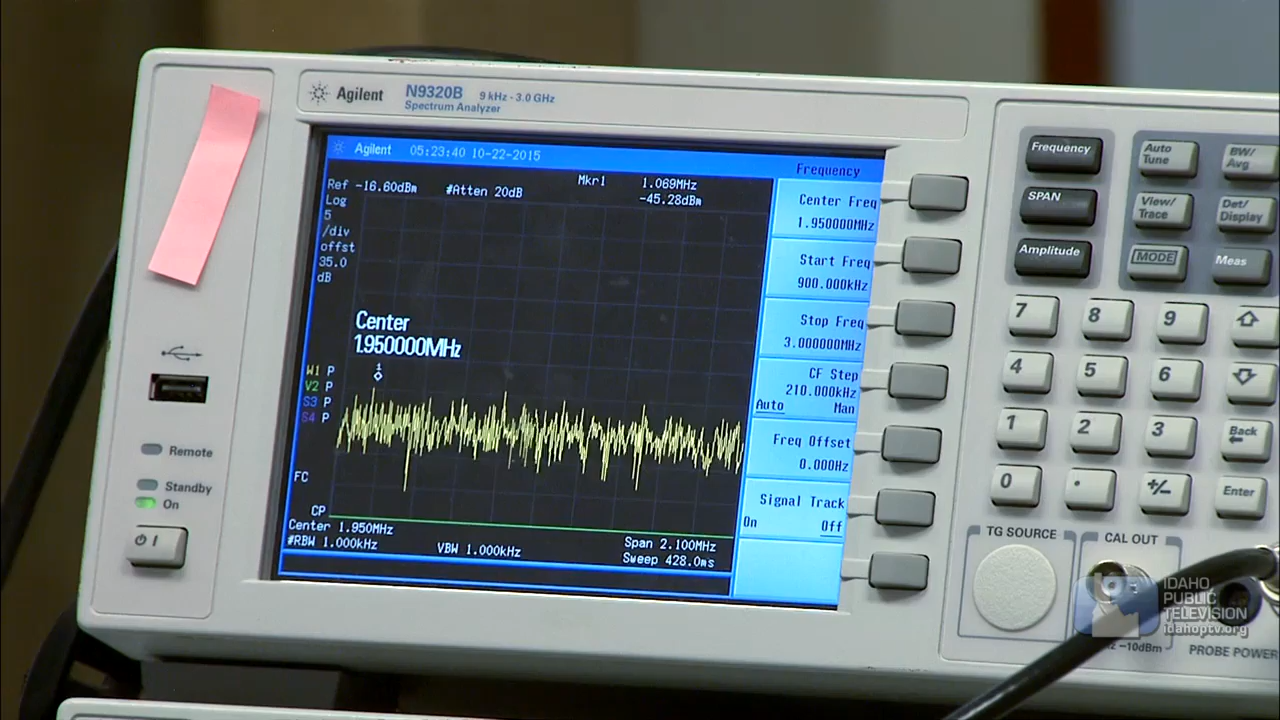 Agilent N9320B 9 kHz - 3.0 GHz
Spectrum Analyzer
Agilent 05:23:40 10-22-2015
Frequency
Ref -16.60dBm #Atten 20dB Mkr1 1.069MHz
-45.28dBm
Log
5
/div
offst
35.0
dB
Center
1.950000MHz
1
W1 P
V2 P
S3 P
S4 P
FC
CP
Center 1.950MHz Span 2.100MHz
#RBW 1.000kHz VBW 1.000kHz Sweep 428.0ms
Center Freq
1.950000MHz
Start Freq
900.000kHz
Stop Freq
3.000000MHz
CF Step
210.000kHz
Auto Man
Freq Offset
0.000Hz
Signal Track
On Off
Remote
Standby
On
Frequency
SPAN
Amplitude
Auto
Tune
BW/
Avg
View/
Trace
Det/
Display
MODE
Meas
7 8 9
4 5 6
1 2 3 Back
0 . +/- Enter
TG SOURCE
CAL OUT
-10dBm
PROBE POWER
IDAHO
PUBLIC
TELEVISION
idahoptv.org